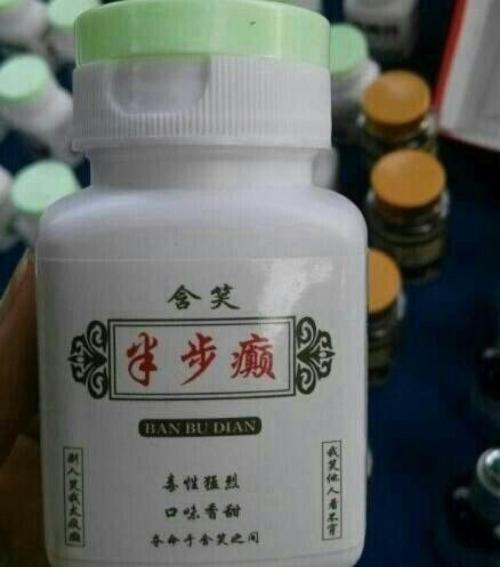 含笑
半步癫
BAN BU DIAN
别人笑我太疯癫
我笑他人看不穿
毒性猛烈
口味香甜
夺命于含笑之间